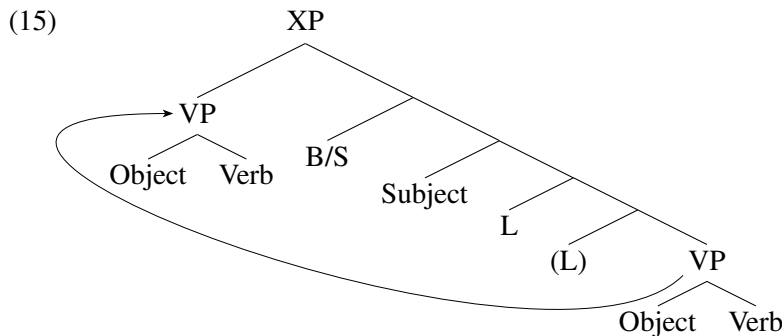 (15) XP
VP
B/S
Object Verb
Subject
L
(L) VP
Object Verb